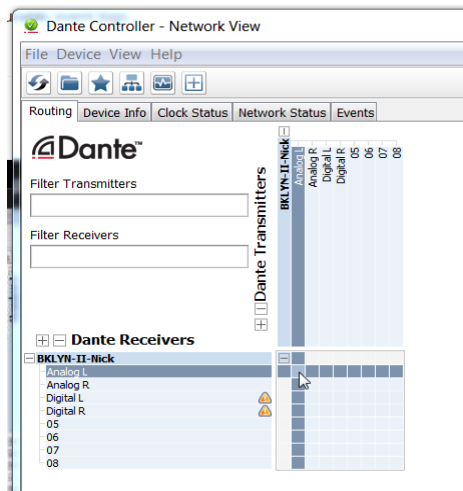 Dante Controller - Network View
File Device View Help
Routing Device Info Clock Status Network Status Events
Dante™
Filter Transmitters
Filter Receivers
Dante Transmitters
BKLYN-II-Nick
Analog L
Analog R
Digital L
Digital R
05
06
07
08
Dante Receivers
BKLYN-II-Nick
Analog L
Analog R
Digital L
Digital R
05
06
07
08